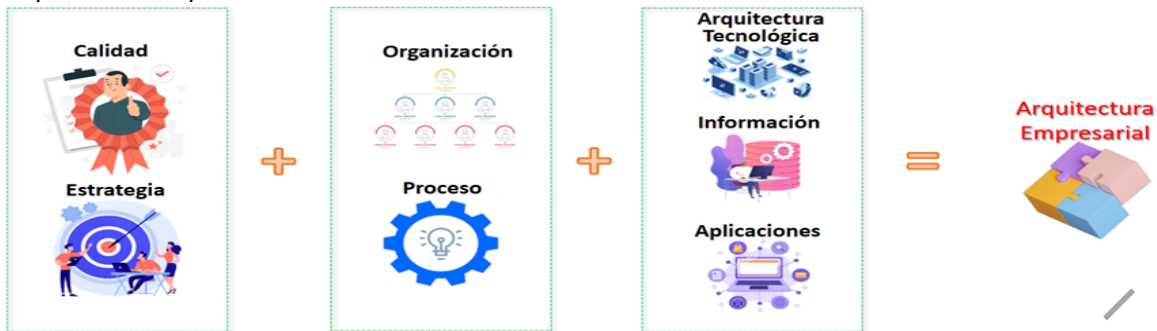 Calidad
Estrategia
Organización
Proceso
Arquitectura
Tecnológica
Información
Aplicaciones
Arquitectura
Empresarial